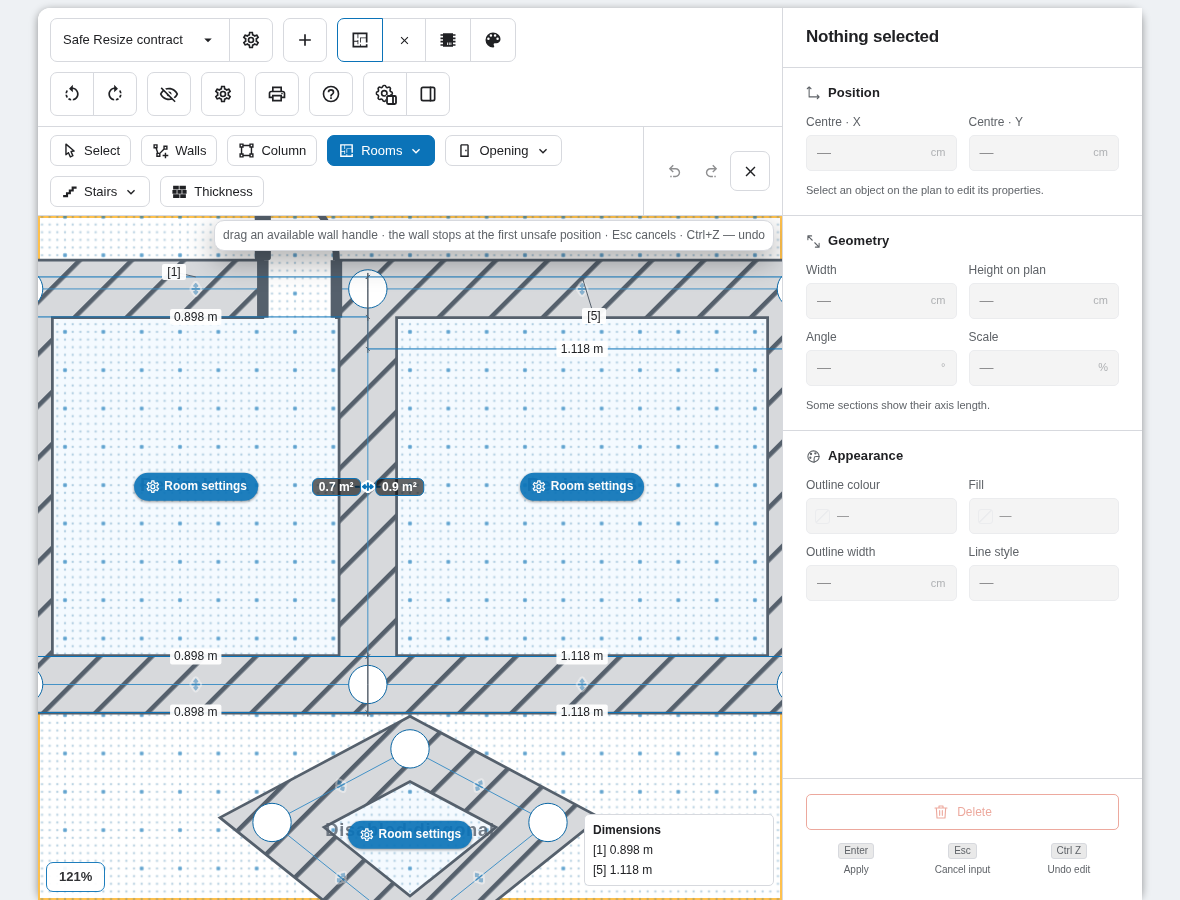 Safe Resize contract
Nothing selected
Select
Walls
Column
Rooms
Opening
Stairs
Thickness
drag an available wall handle · the wall stops at the first unsafe position · Esc cancels · Ctrl+Z — undo
[1]
0.898 m
[5]
1.118 m
Room settings
0.7 m²
0.9 m²
Room settings
0.898 m
1.118 m
0.898 m
1.118 m
Room settings
Dimensions
[1] 0.898 m
[5] 1.118 m
121%
Position
Centre · X
Centre · Y
— cm
— cm
Select an object on the plan to edit its properties.
Geometry
Width
Height on plan
— cm
— cm
Angle
Scale
— °
— %
Some sections show their axis length.
Appearance
Outline colour
Fill
—
—
Outline width
Line style
— cm
—
Delete
Enter
Esc
Ctrl Z
Apply
Cancel input
Undo edit